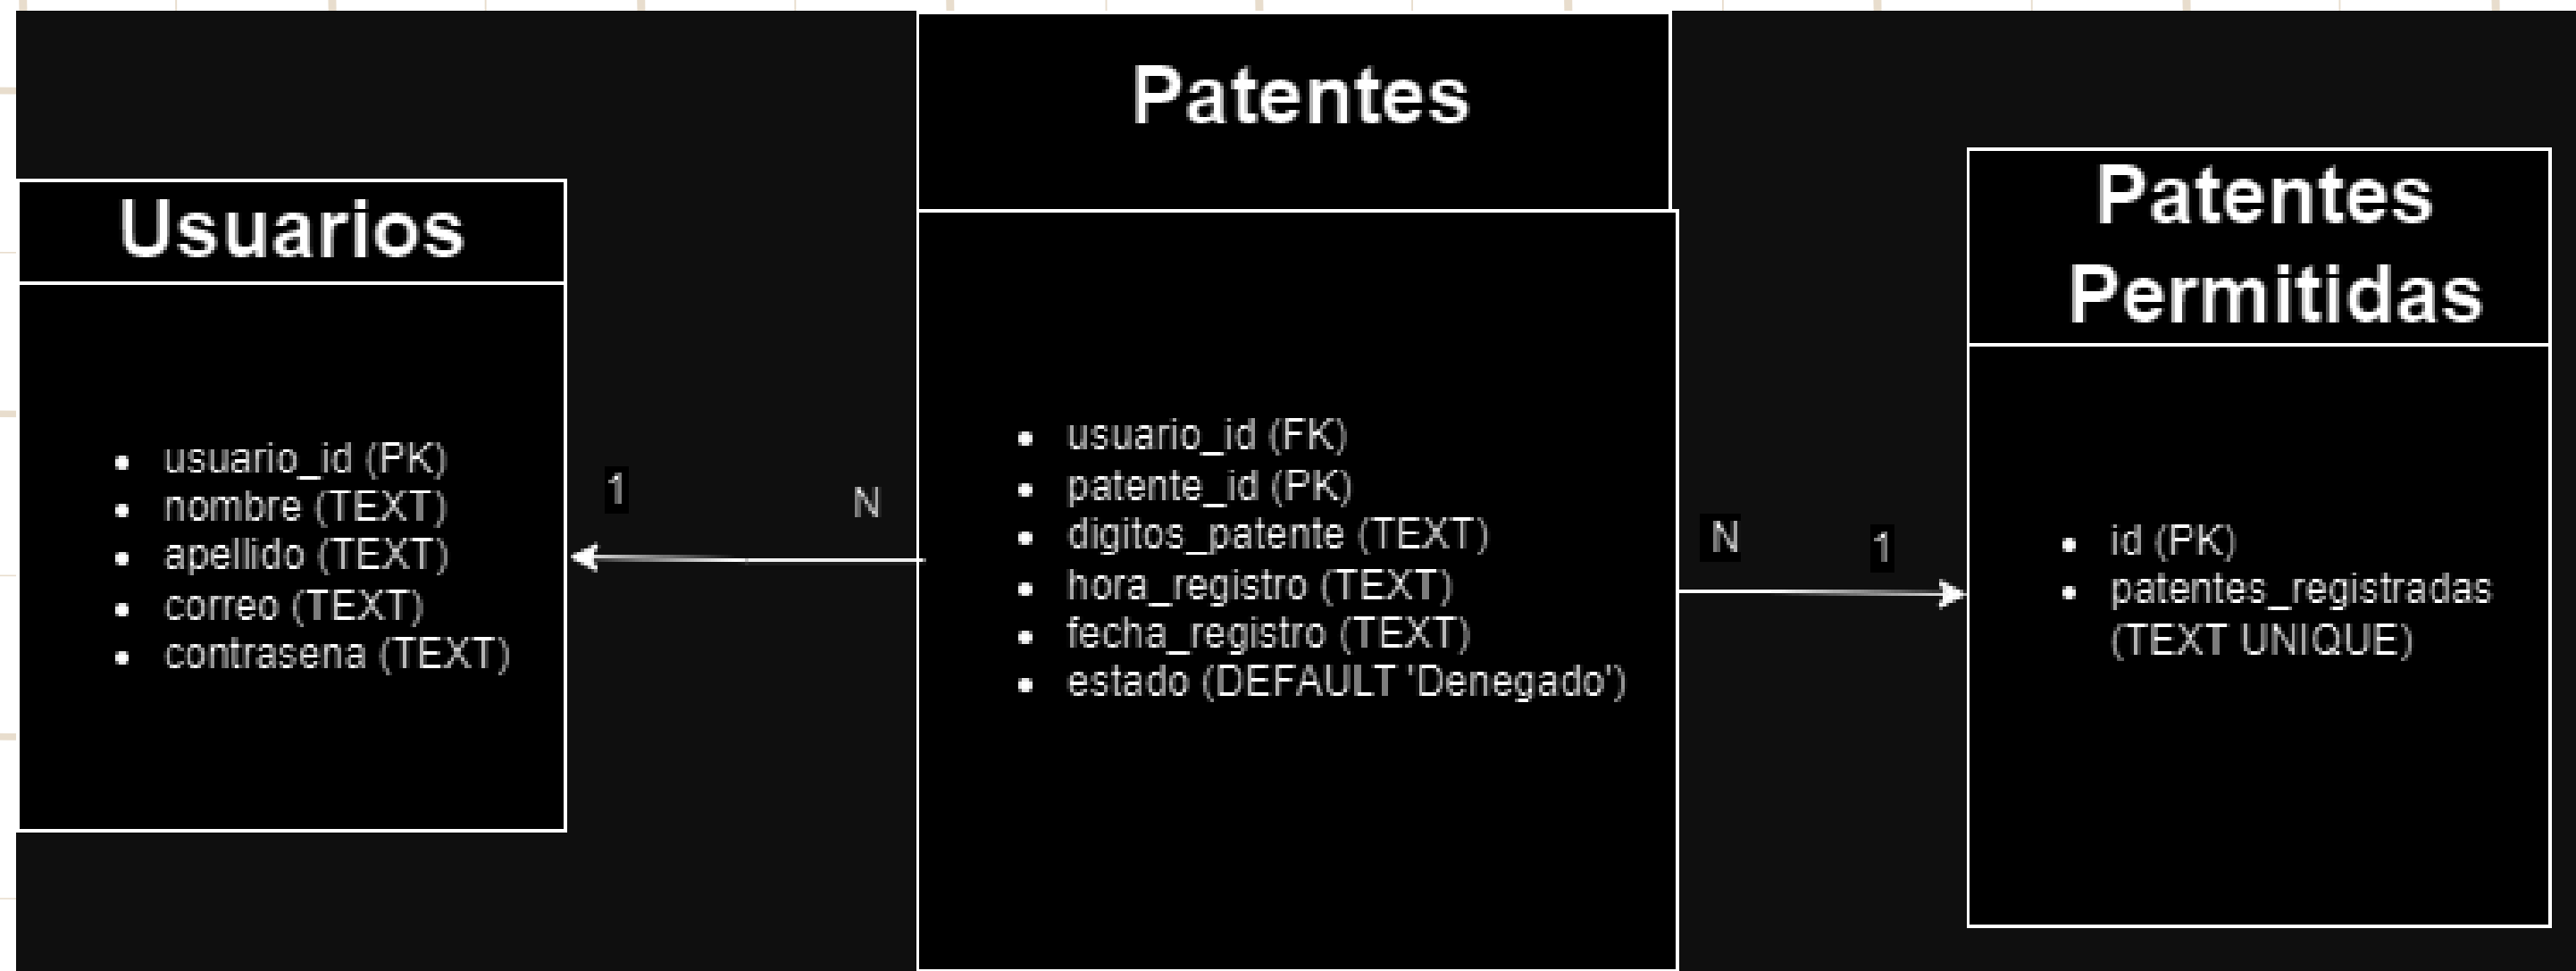 Usuarios
usuario_id (PK)
nombre (TEXT)
apellido (TEXT)
correo (TEXT)
contrasena (TEXT)
1
N
Patentes
usuario_id (FK)
patente_id (PK)
digitos_patente (TEXT)
hora_registro (TEXT)
fecha_registro (TEXT)
estado (DEFAULT 'Denegado')
N
1
Patentes
Permitidas
id (PK)
patentes_registradas
(TEXT UNIQUE)